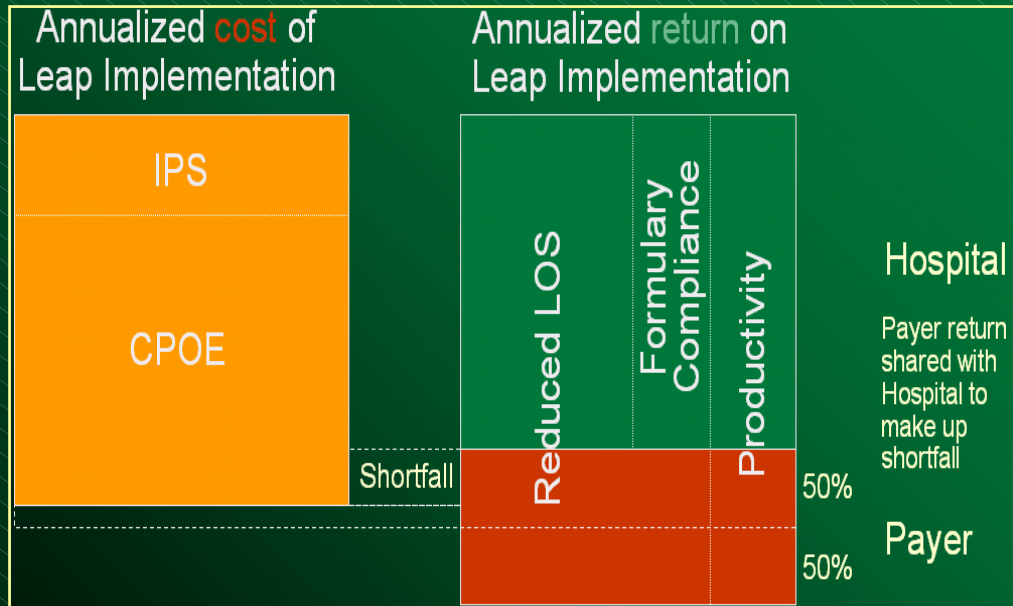 Annualized cost of
Leap Implementation
IPS
CPOE
Shortfall
Annualized return on
Leap Implementation
Reduced LOS
Formulary
Compliance
Productivity
50%
50%
Hospital
Payer return
shared with
Hospital to
make up
shortfall
Payer